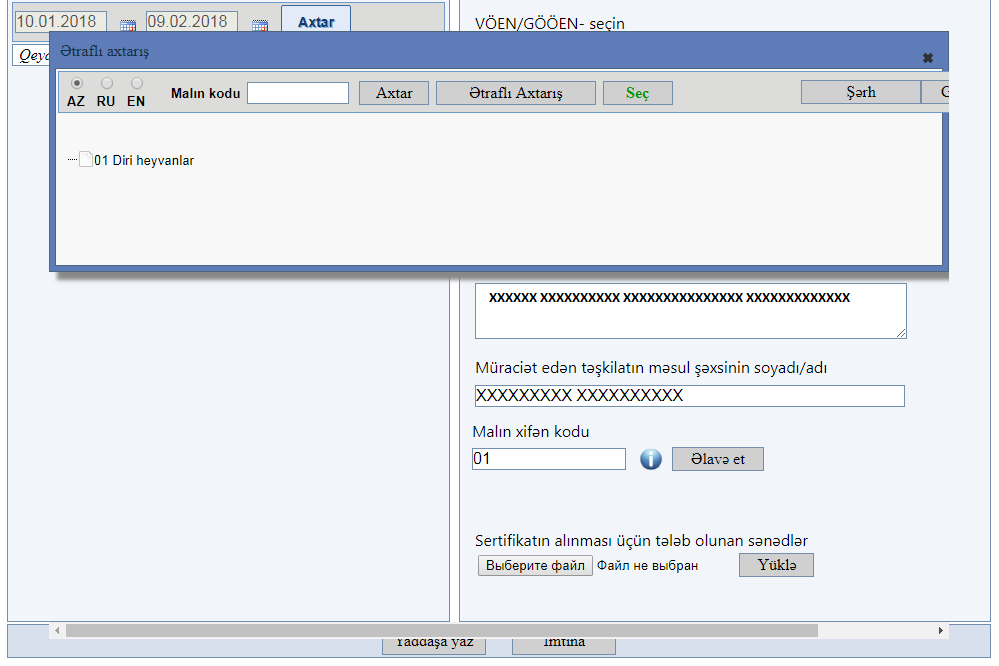 10.01.2018 09.02.2018 Axtar
VÖEN/GÖÖEN- seçin
Ətraflı axtarış
AZ RU EN Malın kodu Axtar Ətraflı Axtarış Seç Şərh
01 Diri heyvanlar
XXXXXX XXXXXXXXXX XXXXXXXXXXXXXXX XXXXXXXXXXXXX
Müraciət edən təşkilatın məsul şəxsinin soyadı/adı
XXXXXXXXX XXXXXXXXXX
Malın xifən kodu
01 Əlavə et
Sertifikatın alınması üçün tələb olunan sənədlər
Выберите файл Файл не выбран Yüklə
Yaddaşa yaz İmtina